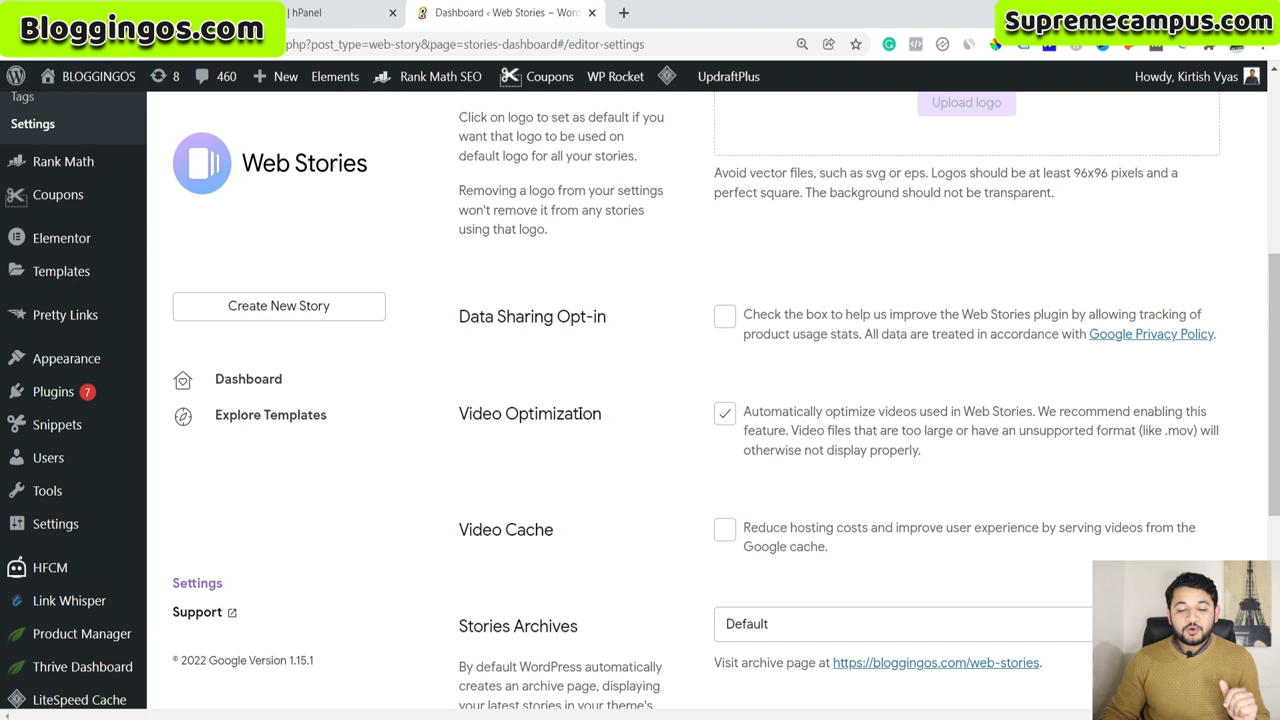 Bloggingos.com
Supremecampus.com
| hPanel
Dashboard ‹ Web Stories – Wor
php?post_type=web-story&page=stories-dashboard#/editor-settings
BLOGGINGOS
8
460
New
Elements
Rank Math SEO
Coupons
WP Rocket
UpdraftPlus
Howdy, Kirtish Vyas
Tags
Settings
Rank Math
Coupons
Elementor
Templates
Pretty Links
Appearance
Plugins 7
Snippets
Users
Tools
Settings
HFCM
Link Whisper
Product Manager
Thrive Dashboard
LiteSpeed Cache
Web Stories
Create New Story
Dashboard
Explore Templates
Settings
Support
© 2022 Google Version 1.15.1
Click on logo to set as default if you
want that logo to be used on
default logo for all your stories.
Removing a logo from your settings
won't remove it from any stories
using that logo.
Upload logo
Avoid vector files, such as svg or eps. Logos should be at least 96x96 pixels and a
perfect square. The background should not be transparent.
Data Sharing Opt-in
Check the box to help us improve the Web Stories plugin by allowing tracking of
product usage stats. All data are treated in accordance with Google Privacy Policy.
Video Optimization
Automatically optimize videos used in Web Stories. We recommend enabling this
feature. Video files that are too large or have an unsupported format (like .mov) will
otherwise not display properly.
Video Cache
Reduce hosting costs and improve user experience by serving videos from the
Google cache.
Stories Archives
By default WordPress automatically
creates an archive page, displaying
your latest stories in your theme's
Default
Visit archive page at https://bloggingos.com/web-stories.